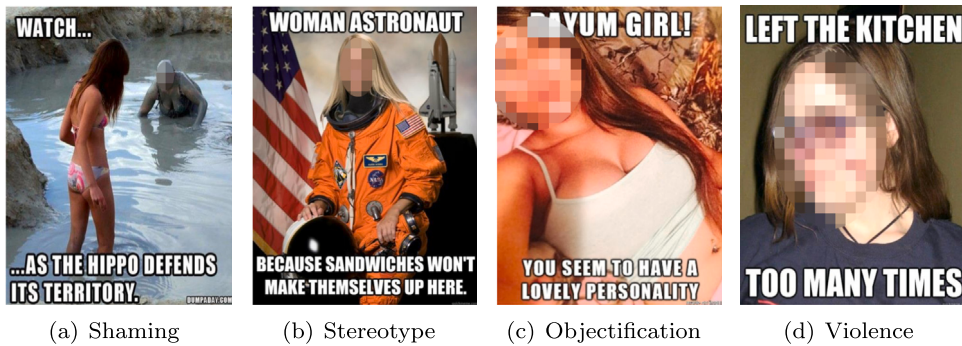 WATCH...
...AS THE HIPPO DEFENDS
ITS TERRITORY.
DUMPADAY.COM
(a) Shaming
WOMAN ASTRONAUT
BECAUSE SANDWICHES WON'T
MAKE THEMSELVES UP HERE.
(b) Stereotype
DAYUM GIRL!
YOU SEEM TO HAVE A
LOVELY PERSONALITY
(c) Objectification
LEFT THE KITCHEN
TOO MANY TIMES
(d) Violence